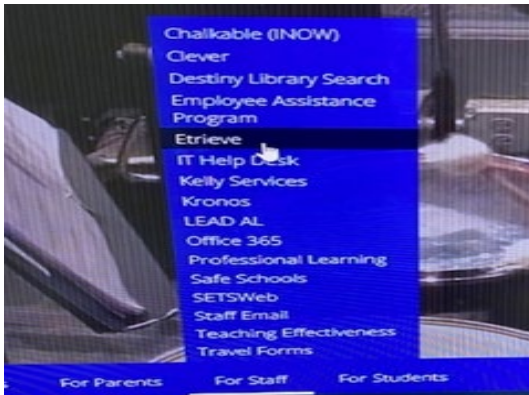 Chalkable (INOW)
Clever
Destiny Library Search
Employee Assistance
Program
Etrieve
IT Help Desk
Kelly Services
Kronos
LEAD AL
Office 365
Professional Learning
Safe Schools
SETSWeb
Staff Email
Teaching Effectiveness
Travel Forms
For Parents For Staff For Students